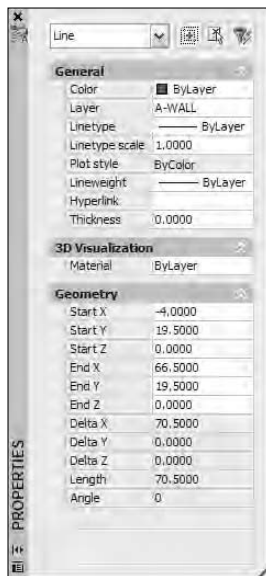 Line
General
Color ByLayer
Layer A-WALL
Linetype ByLayer
Linetype scale 1.0000
Plot style ByColor
Lineweight ByLayer
Hyperlink
Thickness 0.0000
3D Visualization
Material ByLayer
Geometry
Start X -4.0000
Start Y 19.5000
Start Z 0.0000
End X 66.5000
End Y 19.5000
End Z 0.0000
Delta X 70.5000
Delta Y 0.0000
Delta Z 0.0000
Length 70.5000
Angle 0
PROPERTIES